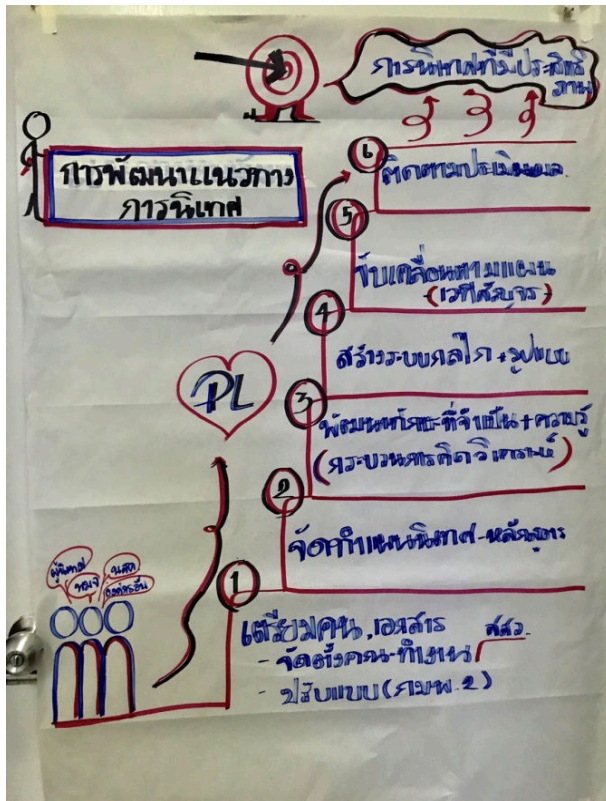 การนิเทศที่มีประสิทธิ
ภาพ
การพัฒนาแนวทาง
การนิเทศ
6
ติดตามประเมินผล
5
ขับเคลื่อนตามแผน
(เวทีสัญจร)
4
สร้างระบบกลไก + รูปแบบ
PL
3
พัฒนาทักษะที่จำเป็น + ความรู้
(กระบวนการคิดวิเคราะห์)
2
จัดทำแผนนิเทศ-หลักสูตร
1
เตรียมคน, เอกสาร
สสว.
- จัดตั้งคณะทำงาน
- ปรับแบบ (กมพ.2)
ผู้นิเทศ